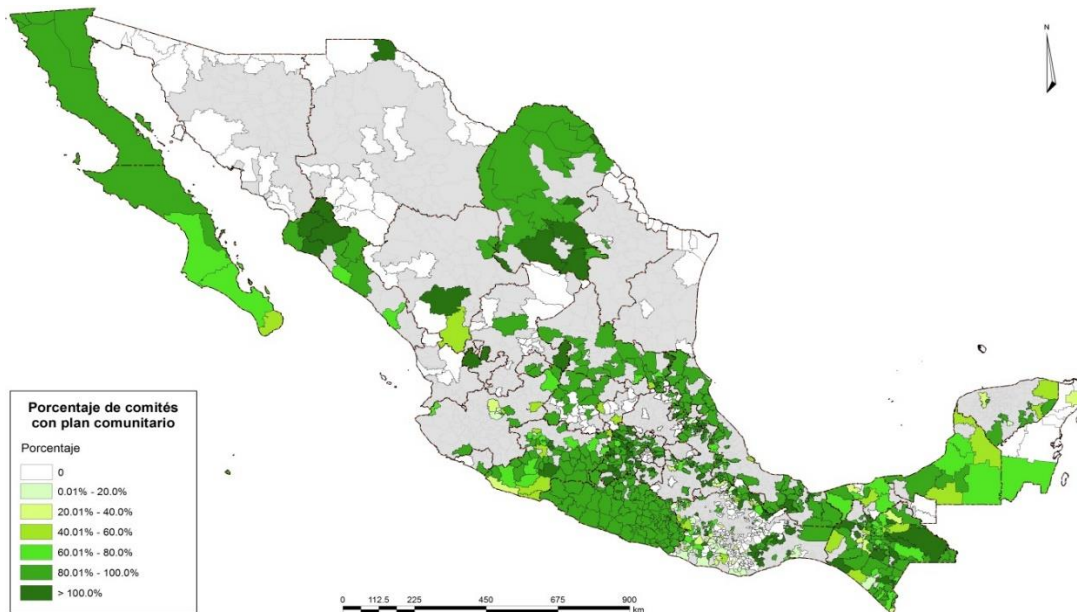 N
Porcentaje de comités
con plan comunitario
Porcentaje
0
0.01% - 20.0%
20.01% - 40.0%
40.01% - 60.0%
60.01% - 80.0%
80.01% - 100.0%
> 100.0%
0 112.5 225 450 675 900
km